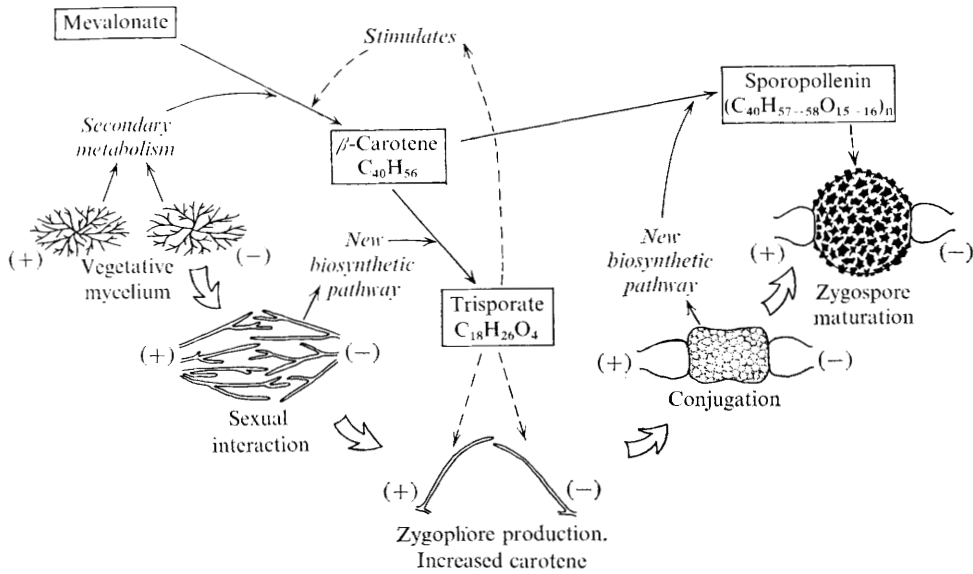 Mevalonate
Stimulates
Sporopollenin
(C₄₀H₅₇₋₋₅₈O₁₅₋₁₆)ₙ
Secondary
metabolism
β-Carotene
C₄₀H₅₆
(+)
(−)
Vegetative
mycelium
New
biosynthetic
pathway
Trisporate
C₁₈H₂₆O₄
New
biosynthetic
pathway
(+)
(−)
Zygospore
maturation
(+)
(−)
Sexual
interaction
(+)
(−)
Conjugation
(+)
(−)
Zygophore production.
Increased carotene